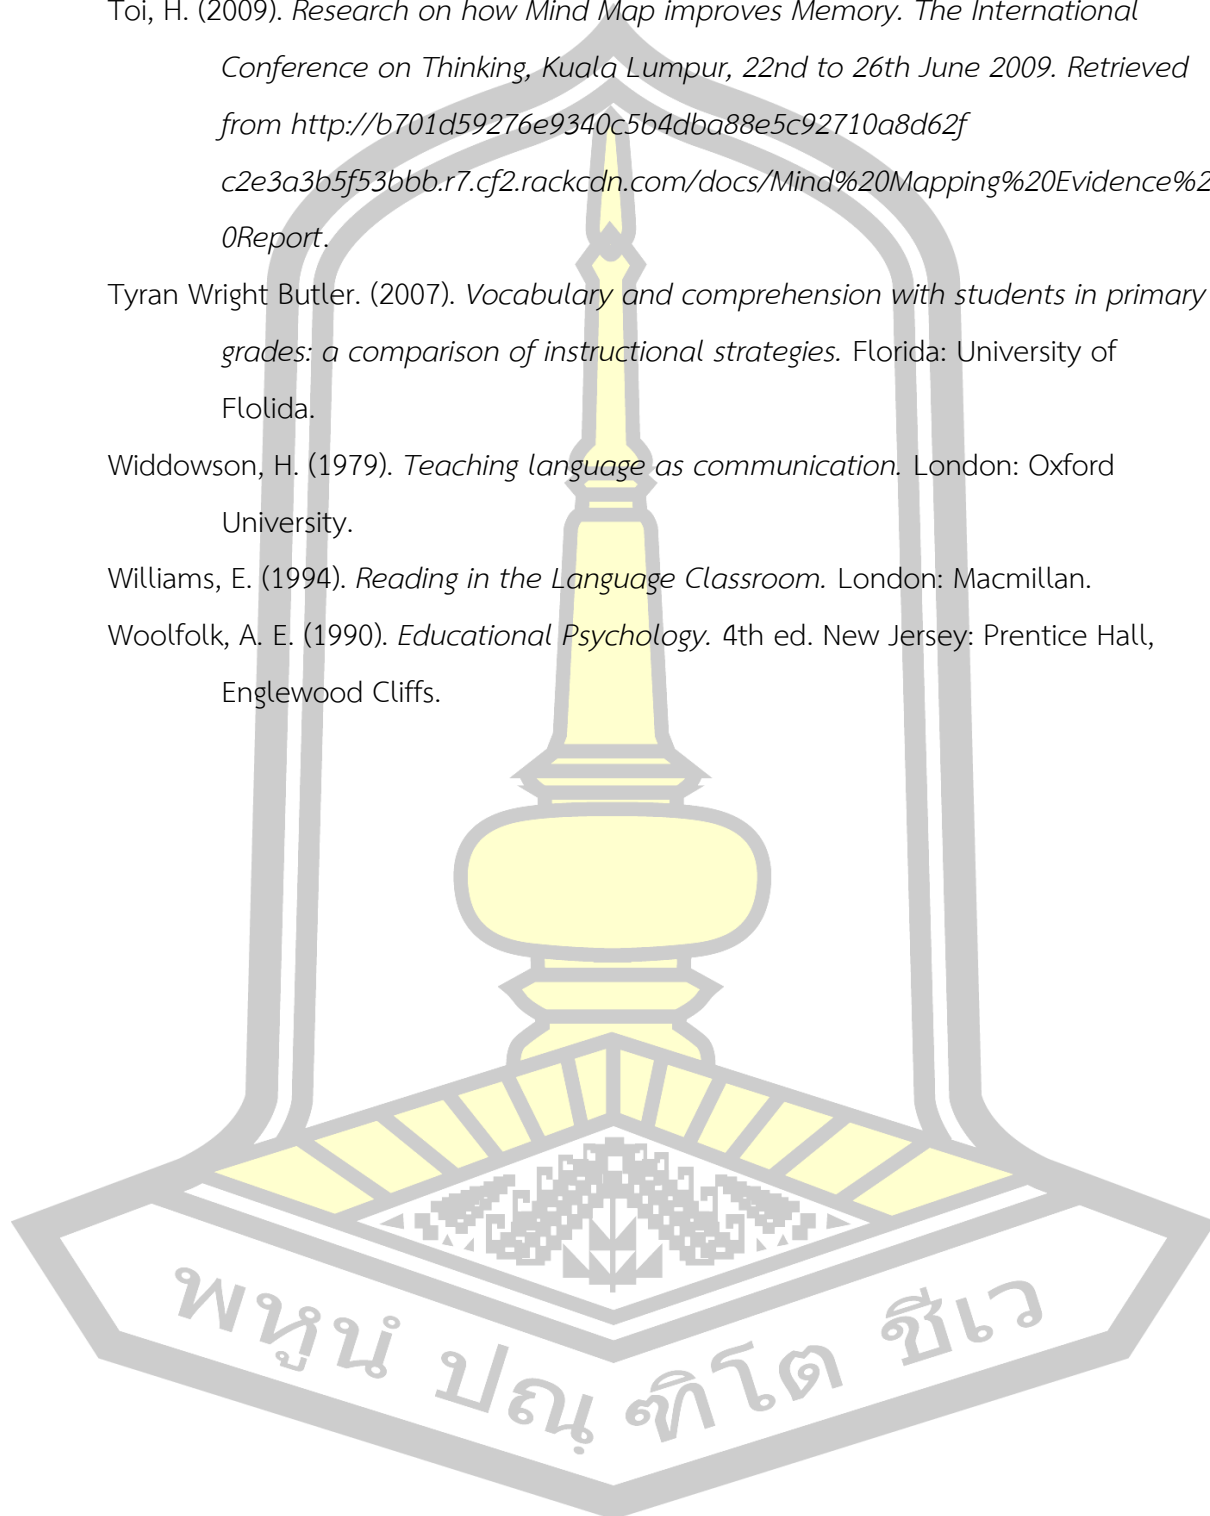 Toi, H. (2009). Research on how Mind Map improves Memory. The International
Conference on Thinking, Kuala Lumpur, 22nd to 26th June 2009. Retrieved
from http://b701d59276e9340c5b4dba88e5c92710a8d62f
c2e3a3b5f53bbb.r7.cf2.rackcdn.com/docs/Mind%20Mapping%20Evidence%2
0Report.
Tyran Wright Butler. (2007). Vocabulary and comprehension with students in primary
grades: a comparison of instructional strategies. Florida: University of
Flolida.
Widdowson, H. (1979). Teaching language as communication. London: Oxford
University.
Williams, E. (1994). Reading in the Language Classroom. London: Macmillan.
Woolfolk, A. E. (1990). Educational Psychology. 4th ed. New Jersey: Prentice Hall,
Englewood Cliffs.
พหูนํ ปณฺ ฑิโต ชีเว